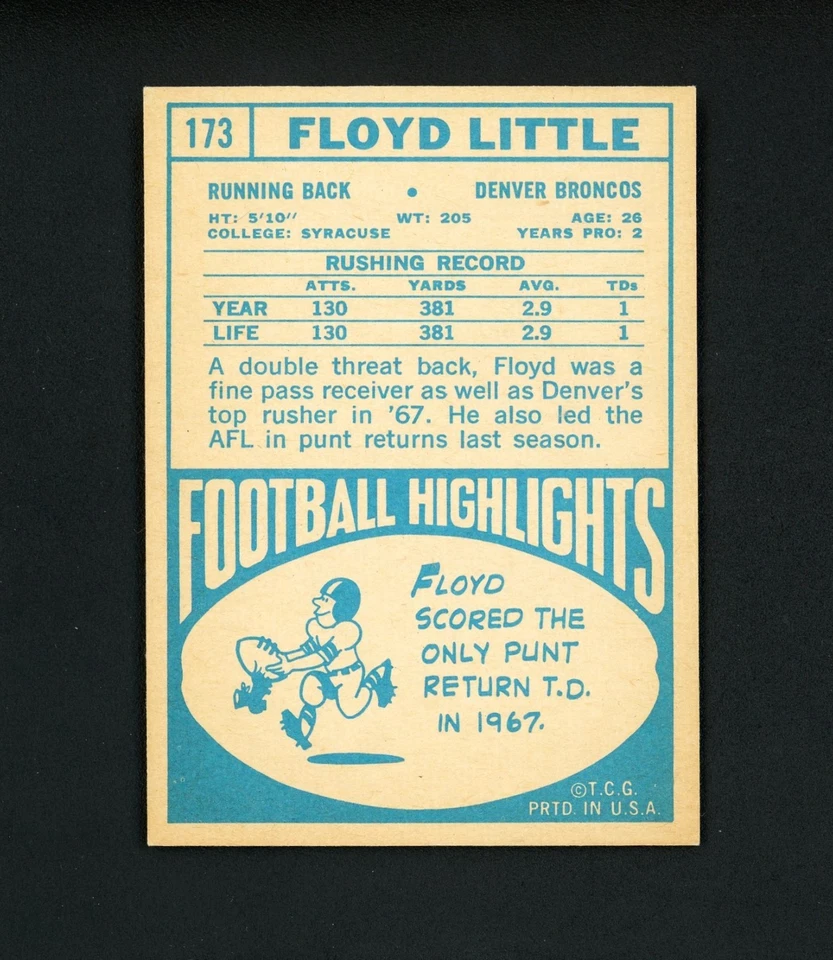 173 FLOYD LITTLE
RUNNING BACK • DENVER BRONCOS
HT: 5'10" WT: 205 AGE: 26
COLLEGE: SYRACUSE YEARS PRO: 2
RUSHING RECORD
ATTS. YARDS AVG. TDs
YEAR 130 381 2.9 1
LIFE 130 381 2.9 1
A double threat back, Floyd was a
fine pass receiver as well as Denver's
top rusher in '67. He also led the
AFL in punt returns last season.
FOOTBALL HIGHLIGHTS
FLOYD
SCORED THE
ONLY PUNT
RETURN T.D.
IN 1967.
©T.C.G.
PRTD. IN U.S.A.